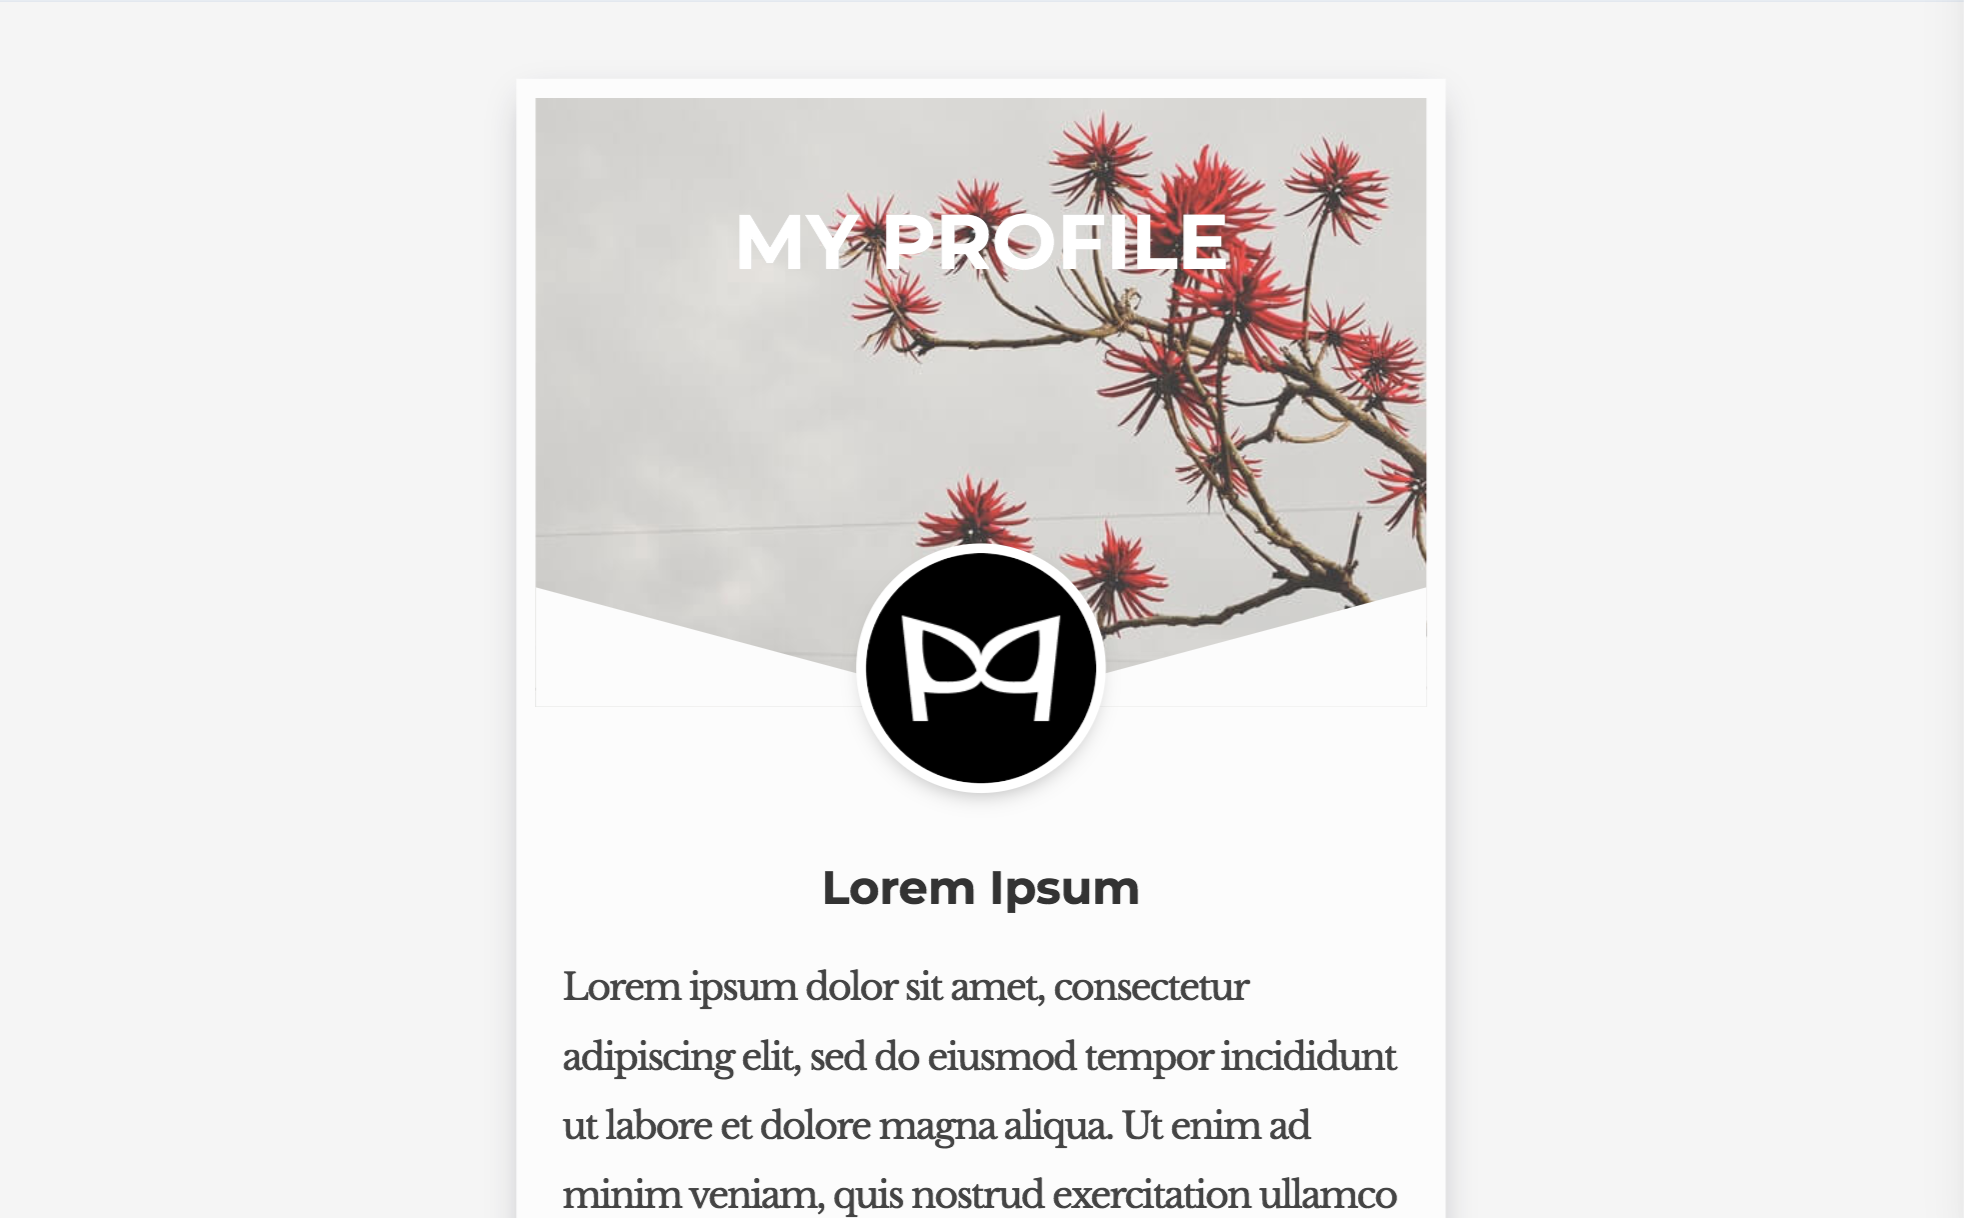 MY PROFILE
Lorem Ipsum
Lorem ipsum dolor sit amet, consectetur
adipiscing elit, sed do eiusmod tempor incididunt
ut labore et dolore magna aliqua. Ut enim ad
minim veniam, quis nostrud exercitation ullamco